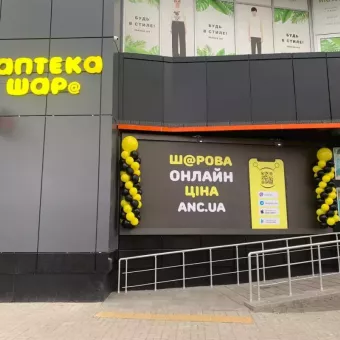 аптека
шар@
Ш@РОВА
ОНЛАЙН
ЦІНА
ANC.UA
БУДЬ
В СТИЛІ!
БУДЬ
В СТИЛІ!